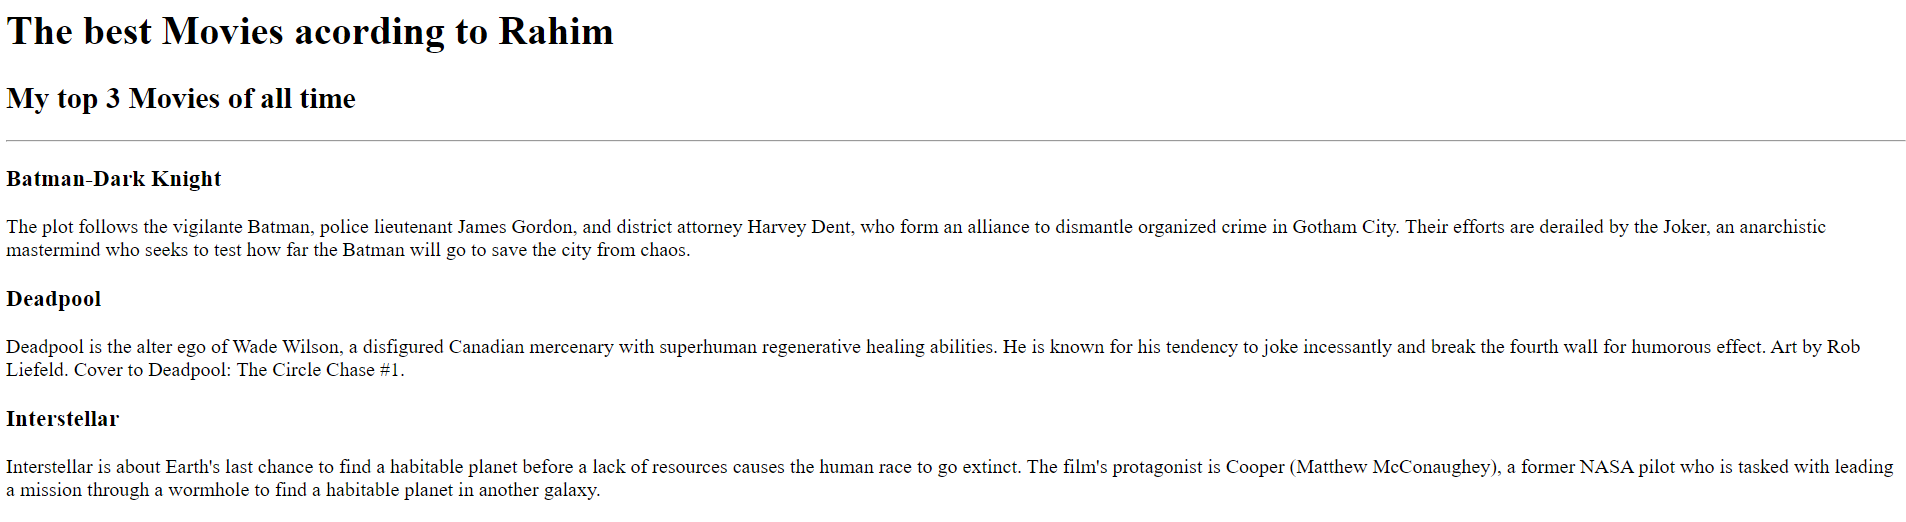 The best Movies acording to Rahim
My top 3 Movies of all time
Batman-Dark Knight
The plot follows the vigilante Batman, police lieutenant James Gordon, and district attorney Harvey Dent, who form an alliance to dismantle organized crime in Gotham City. Their efforts are derailed by the Joker, an anarchistic
mastermind who seeks to test how far the Batman will go to save the city from chaos.
Deadpool
Deadpool is the alter ego of Wade Wilson, a disfigured Canadian mercenary with superhuman regenerative healing abilities. He is known for his tendency to joke incessantly and break the fourth wall for humorous effect. Art by Rob
Liefeld. Cover to Deadpool: The Circle Chase #1.
Interstellar
Interstellar is about Earth's last chance to find a habitable planet before a lack of resources causes the human race to go extinct. The film's protagonist is Cooper (Matthew McConaughey), a former NASA pilot who is tasked with leading
a mission through a wormhole to find a habitable planet in another galaxy.